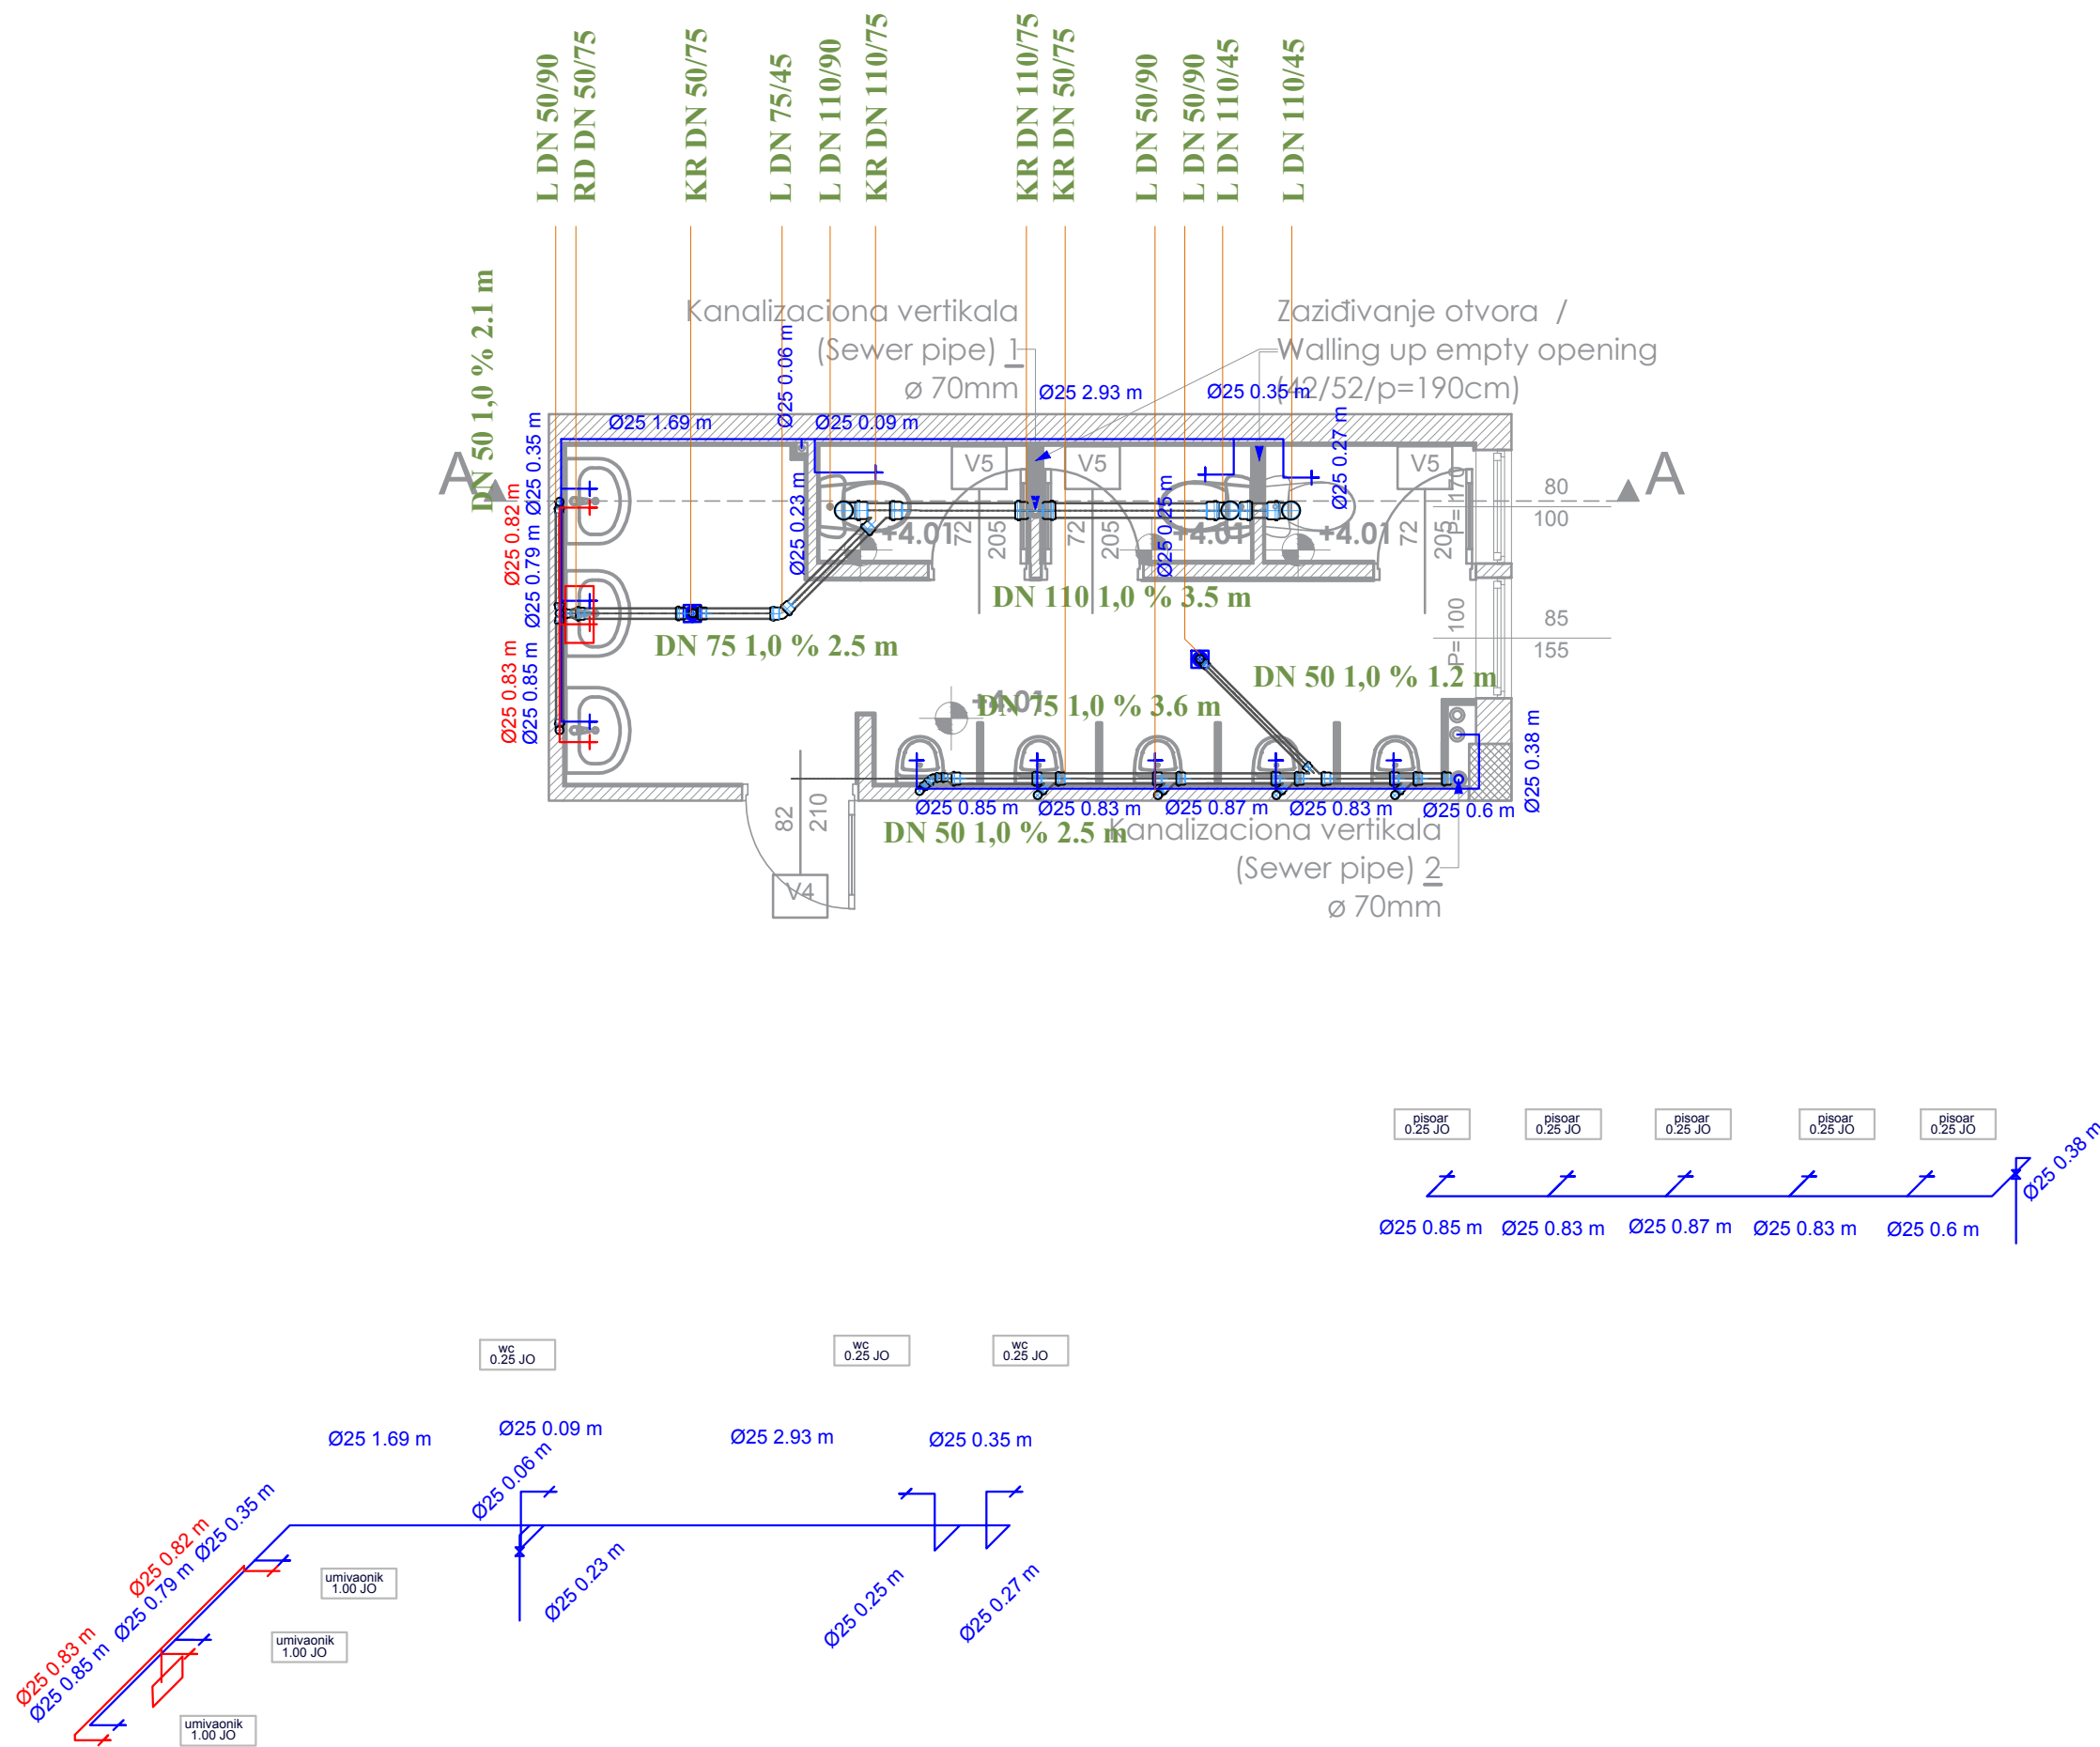 L DN 50/90
RD DN 50/75
KR DN 50/75
L DN 75/45
L DN 110/90
KR DN 110/75
KR DN 110/75
KR DN 50/75
L DN 50/90
L DN 50/90
L DN 110/45
L DN 110/45
DN 50 1,0 % 2.1 m
Kanalizaciona vertikala
(Sewer pipe) 1
ø 70mm
Zaziđivanje otvora /
Walling up empty opening
(42/52/p=190cm)
Ø25 1.69 m
Ø25 0.06 m
Ø25 0.09 m
Ø25 2.93 m
Ø25 0.35 m
Ø25 0.27 m
A
A
Ø25 0.35 m
Ø25 0.82 m
Ø25 0.79 m
Ø25 0.83 m
Ø25 0.85 m
Ø25 0.23 m
Ø25 0.25 m
V5
V5
V5
72
205
72
205
72
205
P=170
80
100
P= 100
85
155
+4.01
+4.01
+4.01
+4.01
DN 110 1,0 % 3.5 m
DN 75 1,0 % 2.5 m
DN 50 1,0 % 1.2 m
DN 75 1,0 % 3.6 m
Ø25 0.38 m
82
210
V4
Ø25 0.85 m
Ø25 0.83 m
Ø25 0.87 m
Ø25 0.83 m
Ø25 0.6 m
DN 50 1,0 % 2.5 m
Kanalizaciona vertikala
(Sewer pipe) 2
ø 70mm
pisoar
0.25 JO
pisoar
0.25 JO
pisoar
0.25 JO
pisoar
0.25 JO
pisoar
0.25 JO
Ø25 0.85 m
Ø25 0.83 m
Ø25 0.87 m
Ø25 0.83 m
Ø25 0.6 m
Ø25 0.38 m
wc
0.25 JO
wc
0.25 JO
wc
0.25 JO
Ø25 1.69 m
Ø25 0.09 m
Ø25 2.93 m
Ø25 0.35 m
Ø25 0.06 m
Ø25 0.35 m
Ø25 0.82 m
Ø25 0.79 m
Ø25 0.83 m
Ø25 0.85 m
Ø25 0.23 m
Ø25 0.25 m
Ø25 0.27 m
umivaonik
1.00 JO
umivaonik
1.00 JO
umivaonik
1.00 JO